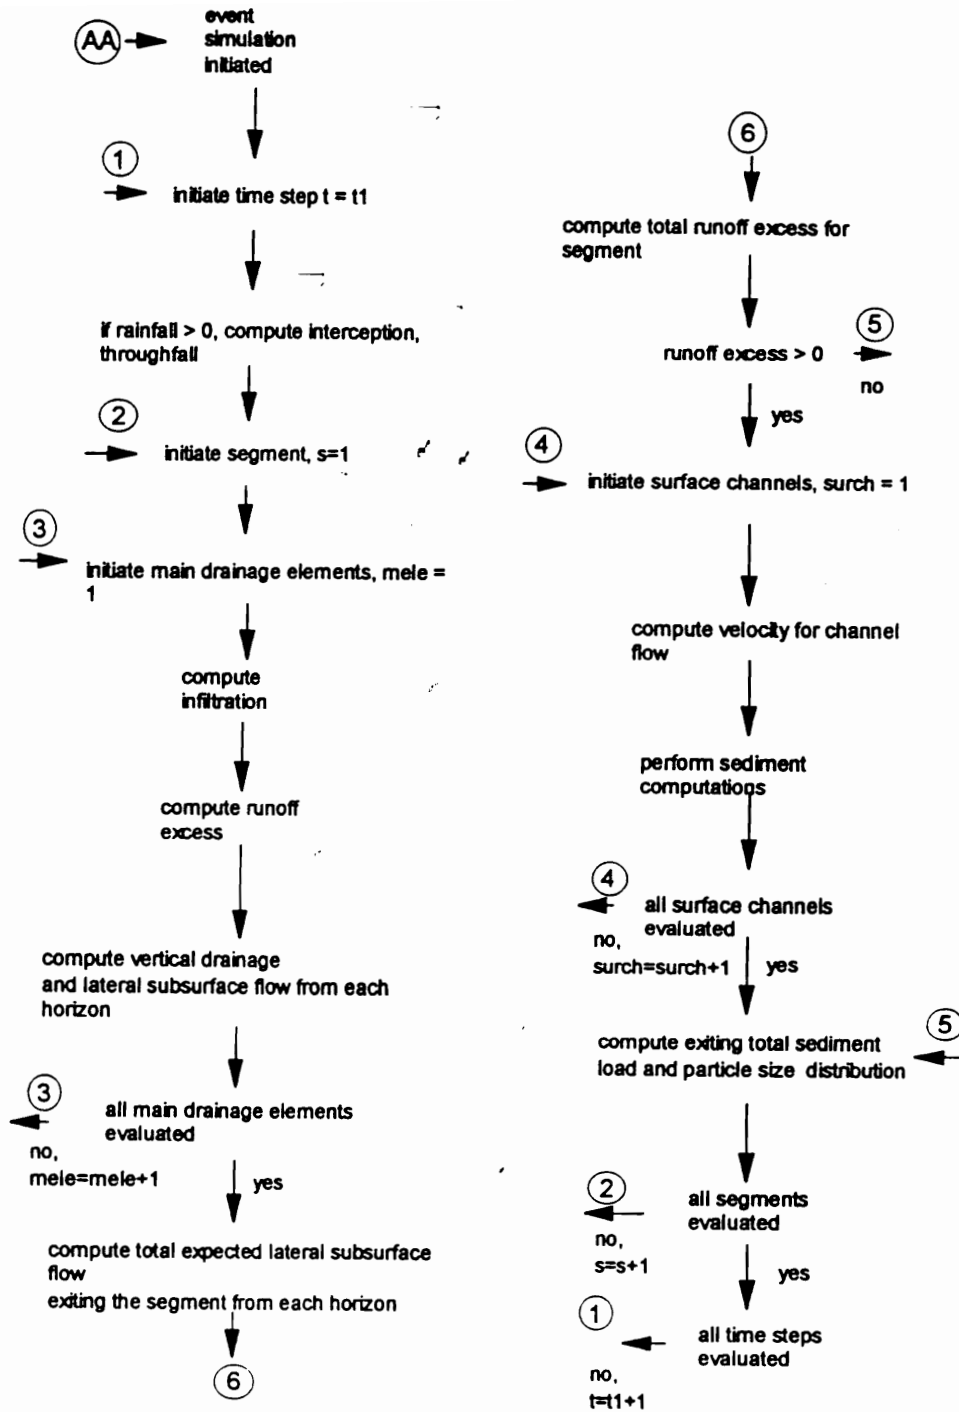 AA
event
simulation
initiated
1
initiate time step t = t1
if rainfall > 0, compute interception,
throughfall
2
initiate segment, s=1
3
initiate main drainage elements, mele =
1
compute
infiltration
compute runoff
excess
compute vertical drainage
and lateral subsurface flow from each
horizon
3
all main drainage elements
evaluated
no,
mele=mele+1
yes
compute total expected lateral subsurface
flow
exiting the segment from each horizon
6
6
compute total runoff excess for
segment
5
runoff excess > 0
no
yes
4
initiate surface channels, surch = 1
compute velocity for channel
flow
perform sediment
computations
4
all surface channels
evaluated
no,
surch=surch+1
yes
5
compute exiting total sediment
load and particle size distribution
2
all segments
evaluated
no,
s=s+1
yes
1
all time steps
evaluated
no,
t=t1+1